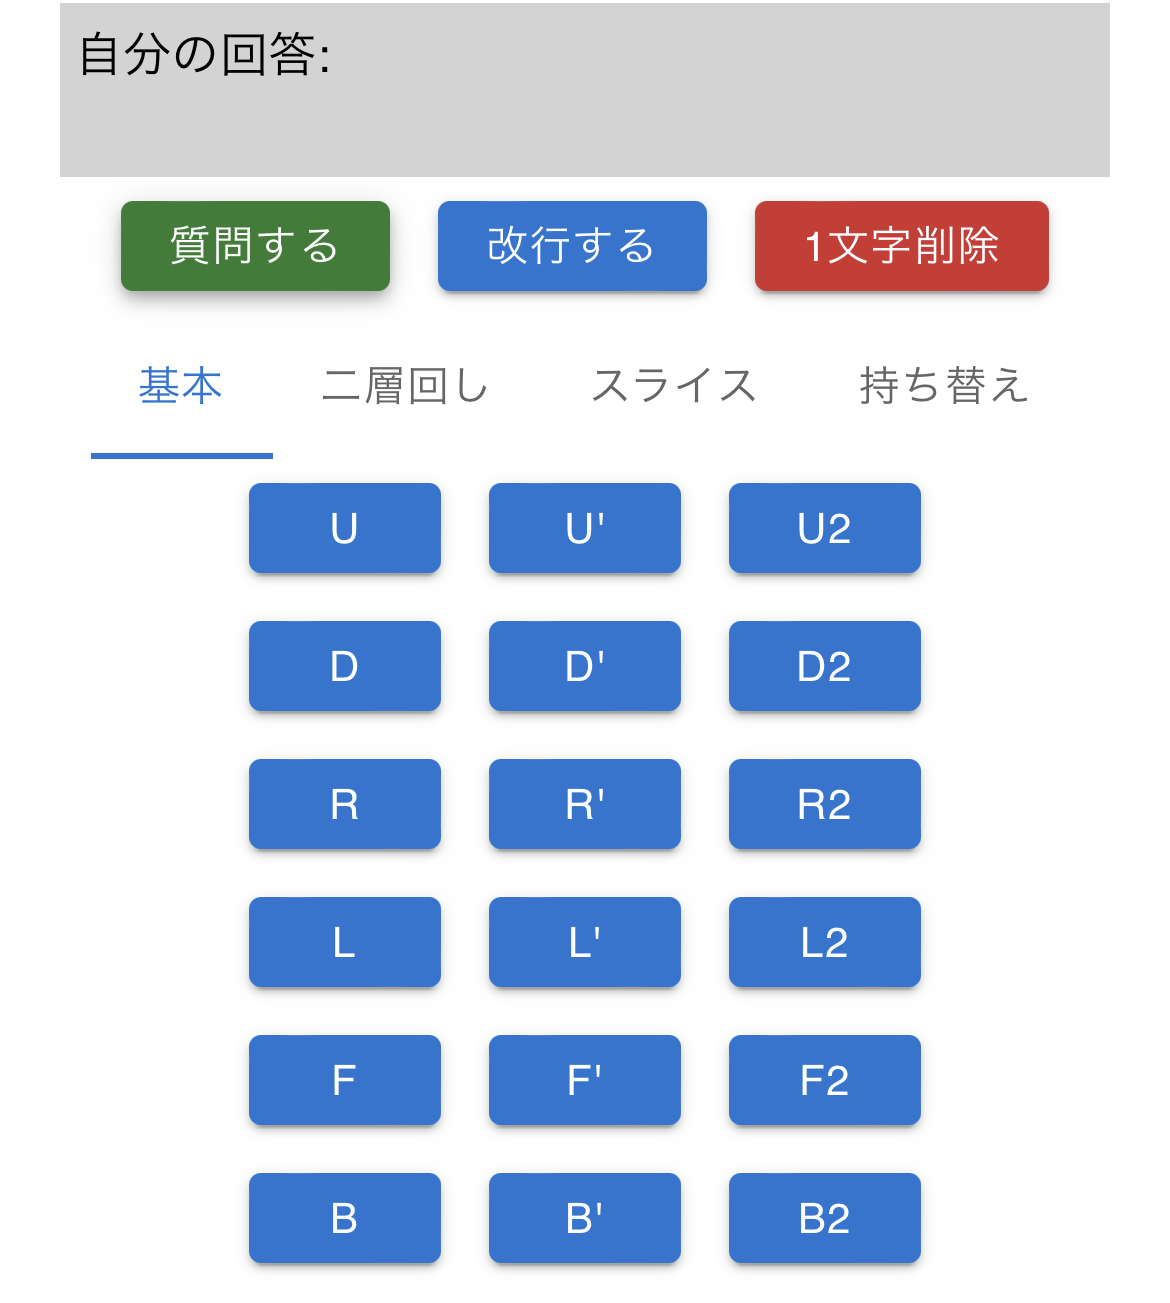 自分の回答:
質問する 改行する 1文字削除
基本 二層回し スライス 持ち替え
U U' U2
D D' D2
R R' R2
L L' L2
F F' F2
B B' B2